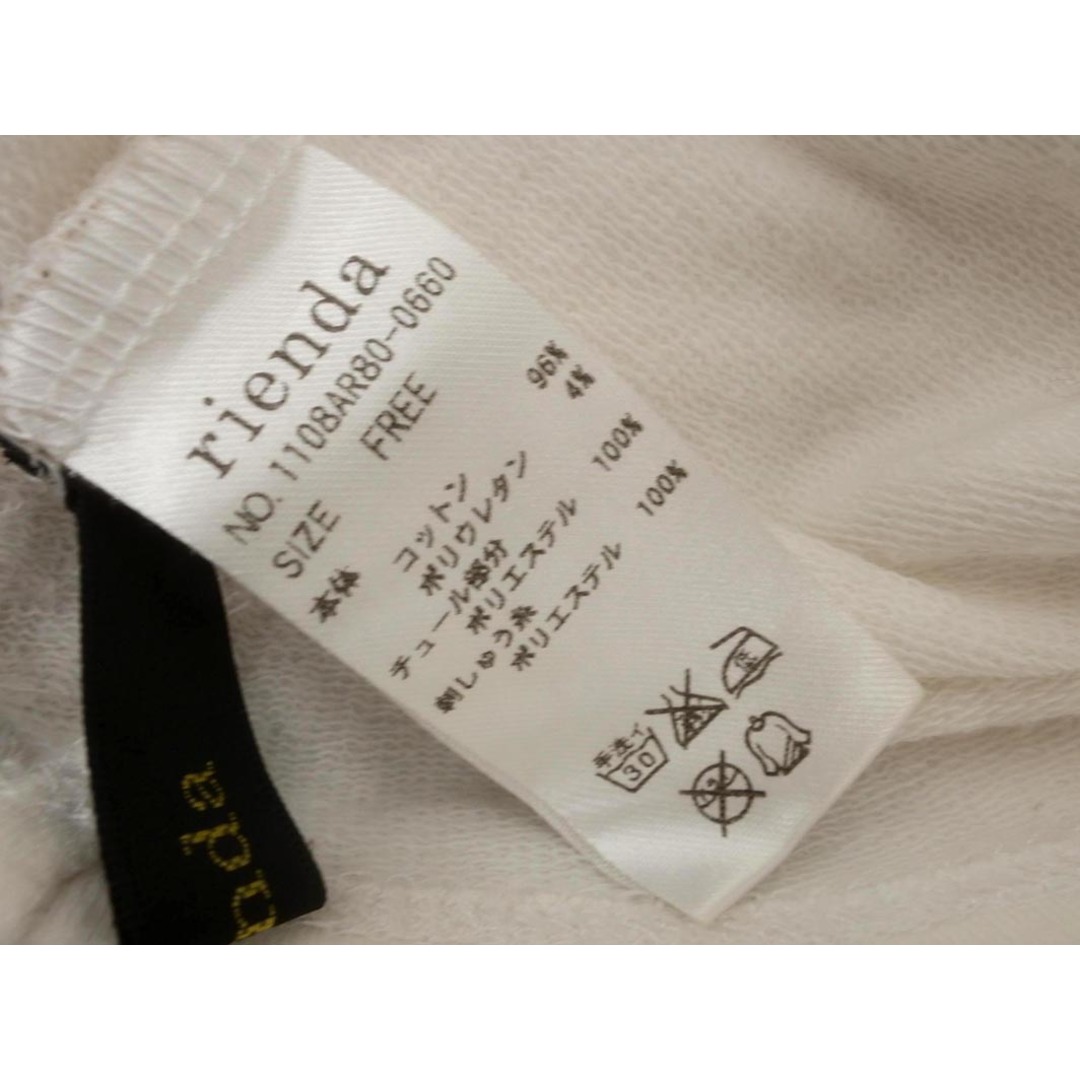 rienda
NO. 1108AR80-0660
SIZE FREE
本体 コットン 96%
ポリウレタン 4%
チュール部分
ポリエステル 100%
刺しゅう糸
ポリエステル 100%
手洗イ
30